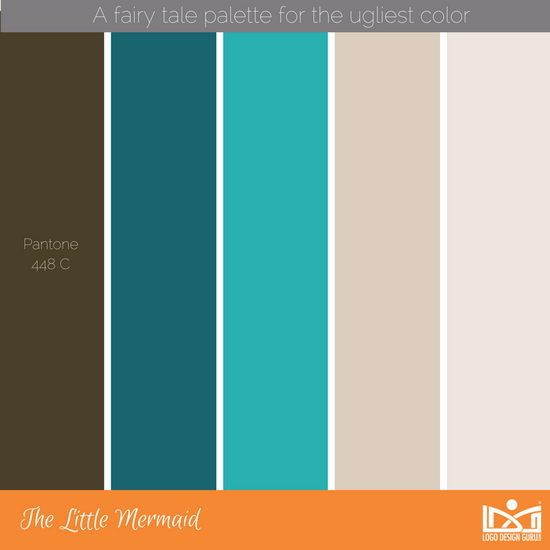 A fairy tale palette for the ugliest color
Pantone
448 C
The Little Mermaid
LOGO DESIGN GURU